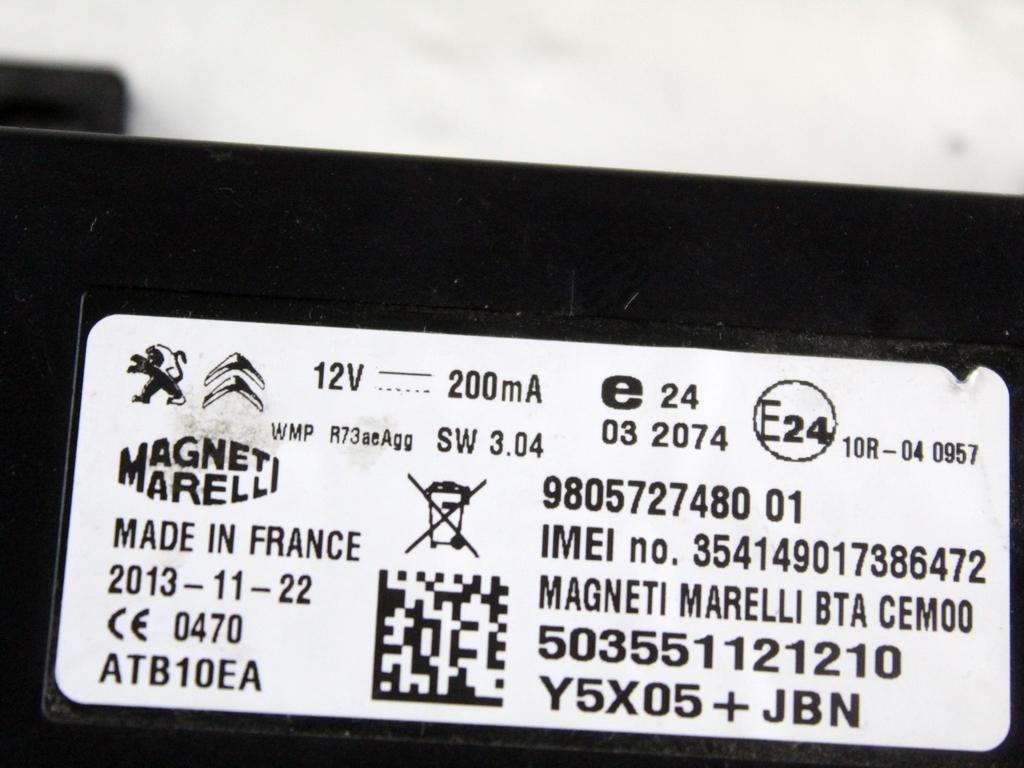 12V 200mA
e 24
03 2074
E24
10R-04 0957
WMP R73aeAgg SW 3.04
MAGNETI
MARELLI
MADE IN FRANCE
2013-11-22
CE 0470
ATB10EA
9805727480 01
IMEI no. 354149017386472
MAGNETI MARELLI BTA CEM00
503551121210
Y5X05+JBN